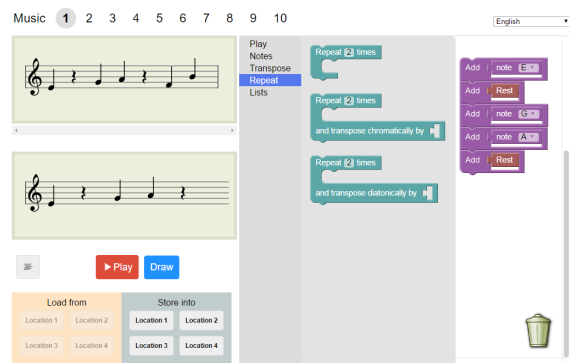 Music 1 2 3 4 5 6 7 8 9 10
English
Play
Notes
Transpose
Repeat
Lists
Repeat 2 times
Repeat 2 times
and transpose chromatically by
Repeat 2 times
and transpose diatonically by
Add note E
Add Rest
Add note G
Add note A
Add Rest
Play Draw
Load from
Location 1 Location 2
Location 3 Location 4
Store into
Location 1 Location 2
Location 3 Location 4